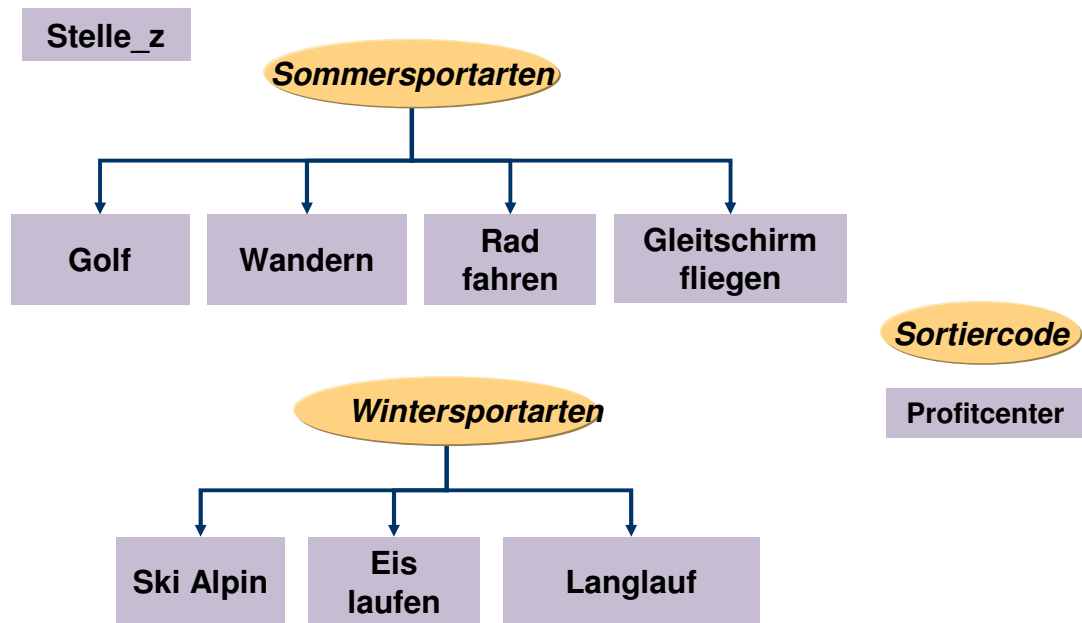 Stelle_z
Sommersportarten
Golf
Wandern
Rad
fahren
Gleitschirm
fliegen
Sortiercode
Profitcenter
Wintersportarten
Ski Alpin
Eis
laufen
Langlauf